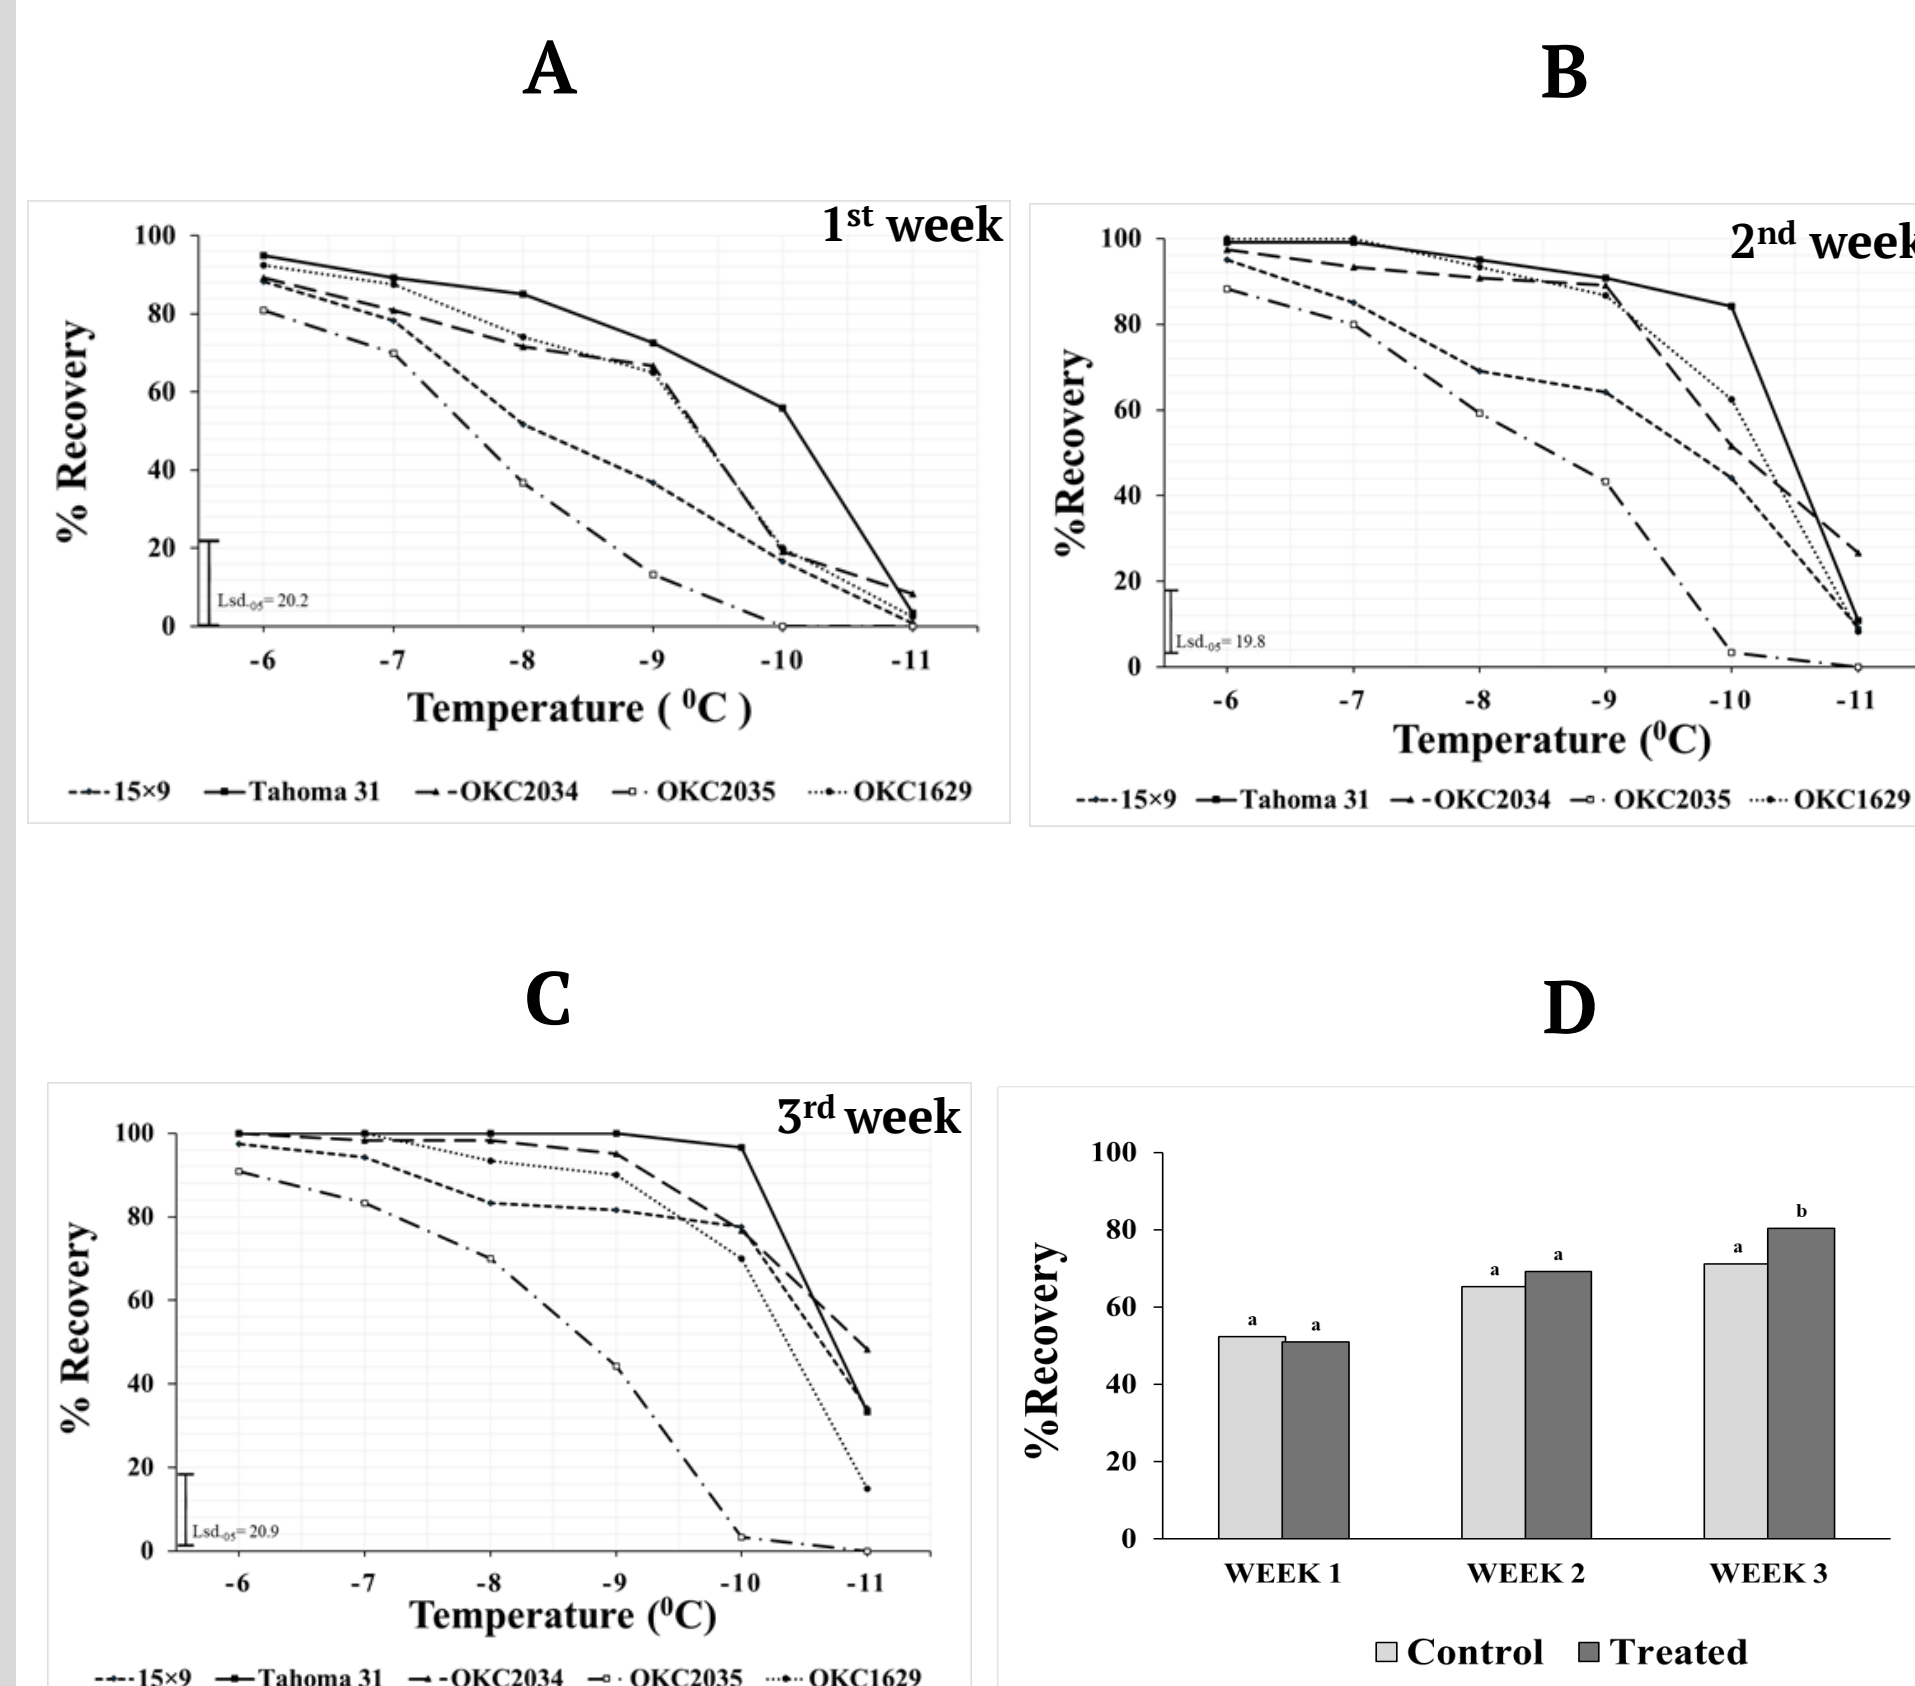 A
B
1st week
100
80
60
40
20
0
% Recovery
Lsd.05= 20.2
-6 -7 -8 -9 -10 -11
Temperature ( 0C )
15×9 Tahoma 31 OKC2034 OKC2035 OKC1629
2nd week
100
80
60
40
20
0
%Recovery
Lsd.05= 19.8
-6 -7 -8 -9 -10 -11
Temperature (0C)
15×9 Tahoma 31 OKC2034 OKC2035 OKC1629
C
D
3rd week
100
80
60
40
20
0
% Recovery
Lsd.05= 20.9
-6 -7 -8 -9 -10 -11
Temperature (0C)
15×9 Tahoma 31 OKC2034 OKC2035 OKC1629
100
80
60
40
20
0
%Recovery
a a a a a b
WEEK 1 WEEK 2 WEEK 3
Control Treated